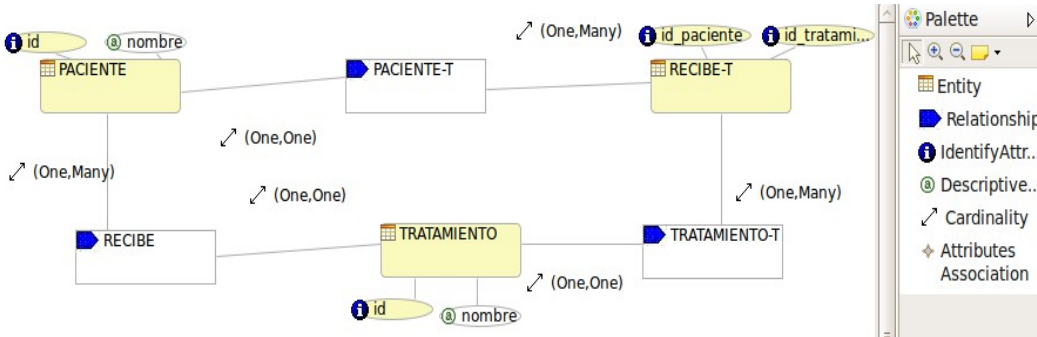 id
nombre
PACIENTE
(One,Many)
PACIENTE-T
id_paciente
id_tratami...
RECIBE-T
(One,One)
(One,Many)
(One,One)
(One,Many)
RECIBE
TRATAMIENTO
TRATAMIENTO-T
(One,One)
id
nombre
Palette
Entity
Relationship
IdentifyAttr...
Descriptive...
Cardinality
Attributes
Association